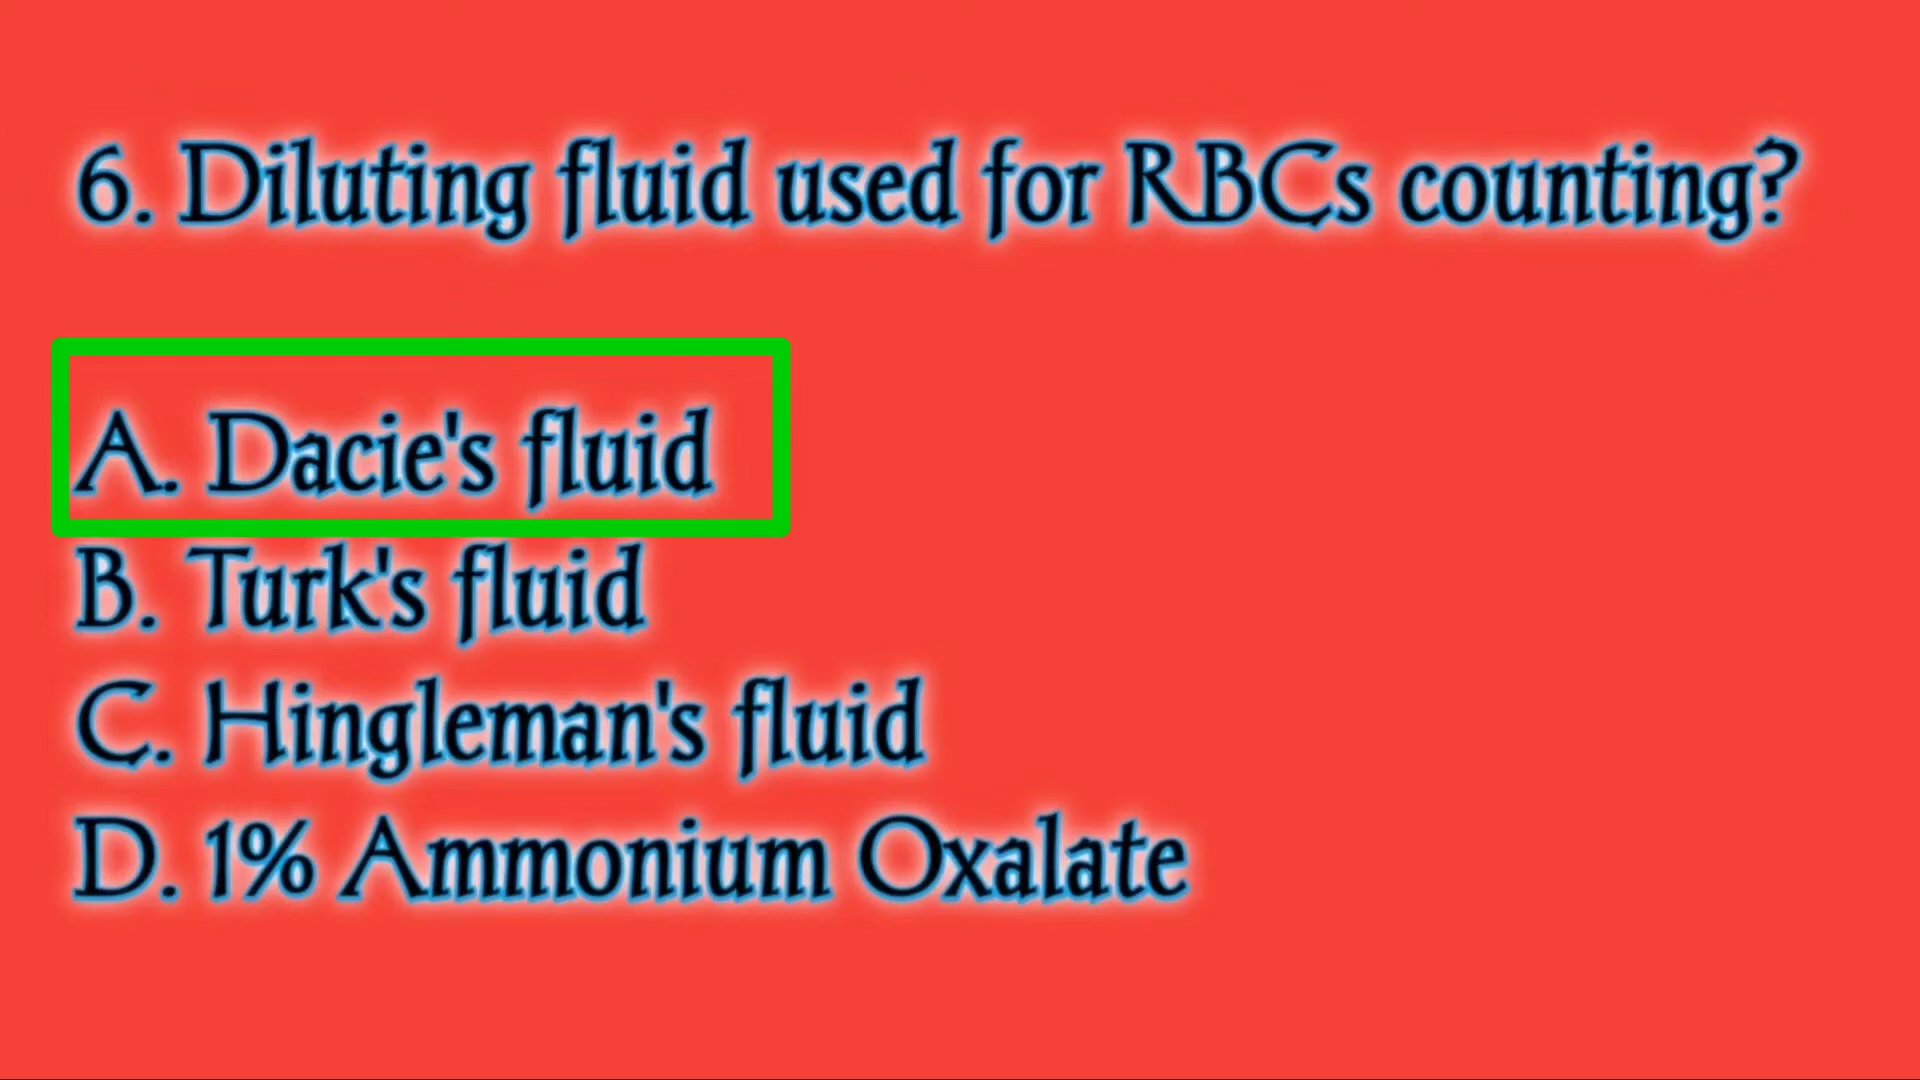 6. Diluting fluid used for RBCs counting?
A. Dacie's fluid
B. Turk's fluid
C. Hingleman's fluid
D. 1% Ammonium Oxalate